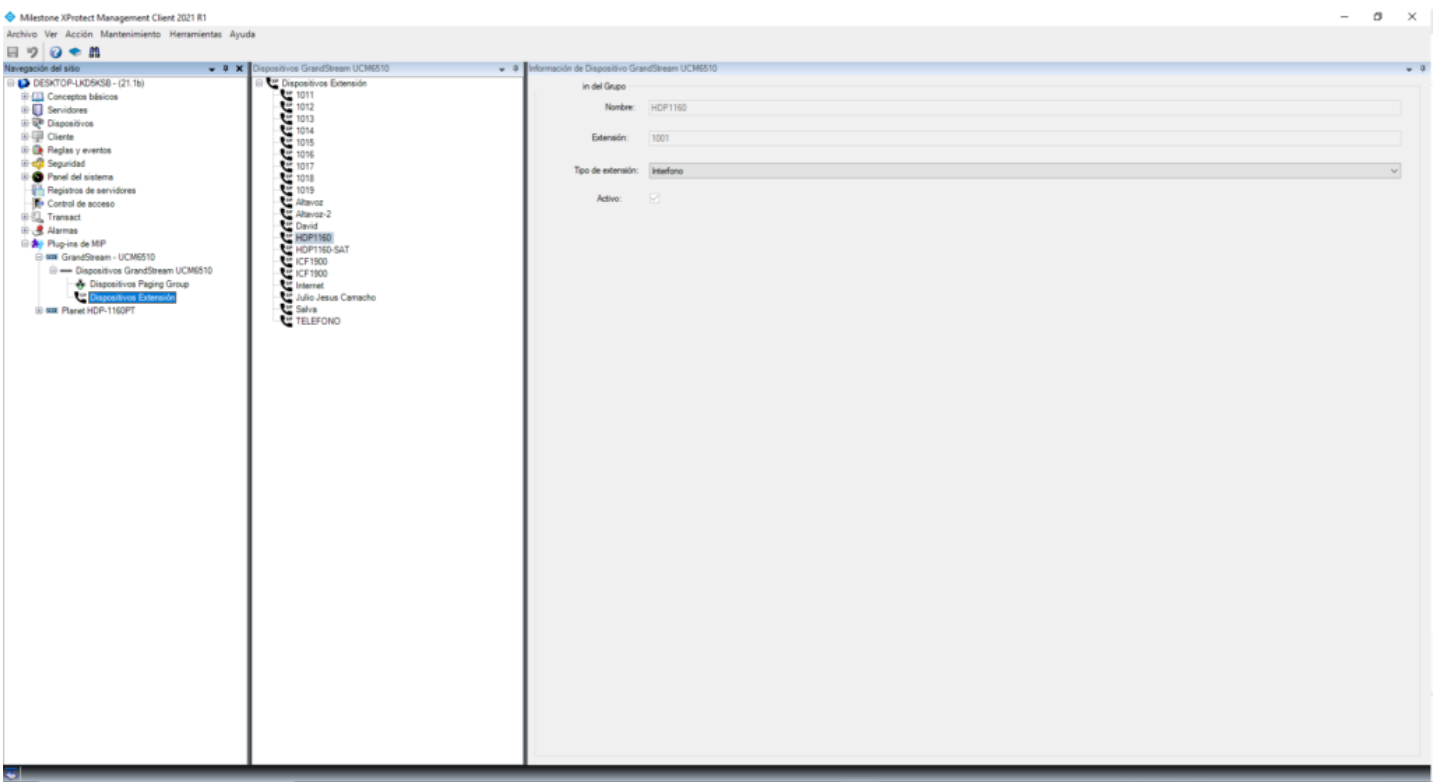 Milestone XProtect Management Client 2021 R1
Archivo Ver Acción Mantenimiento Herramientas Ayuda
Navegación del sitio
DESKTOP-LKD5KSB - (21.1b)
Conceptos básicos
Servidores
Dispositivos
Cliente
Reglas y eventos
Seguridad
Panel del sistema
Registros de servidores
Control de acceso
Transact
Alarmas
Plug-ins de MIP
GrandStream - UCM6510
Dispositivos GrandStream UCM6510
Dispositivos Paging Group
Dispositivos Extensión
Planet HDP-1160PT
Dispositivos GrandStream UCM6510
Dispositivos Extensión
1011
1012
1013
1014
1015
1016
1017
1018
1019
Altavoz
Altavoz-2
David
HDP1160
HDP1160-SAT
ICF1900
ICF1900
Internet
Julio Jesus Camacho
Salva
TELEFONO
Información de Dispositivo GrandStream UCM6510
in del Grupo
Nombre: HDP1160
Extensión: 1001
Tipo de extensión: Interfono
Activo: